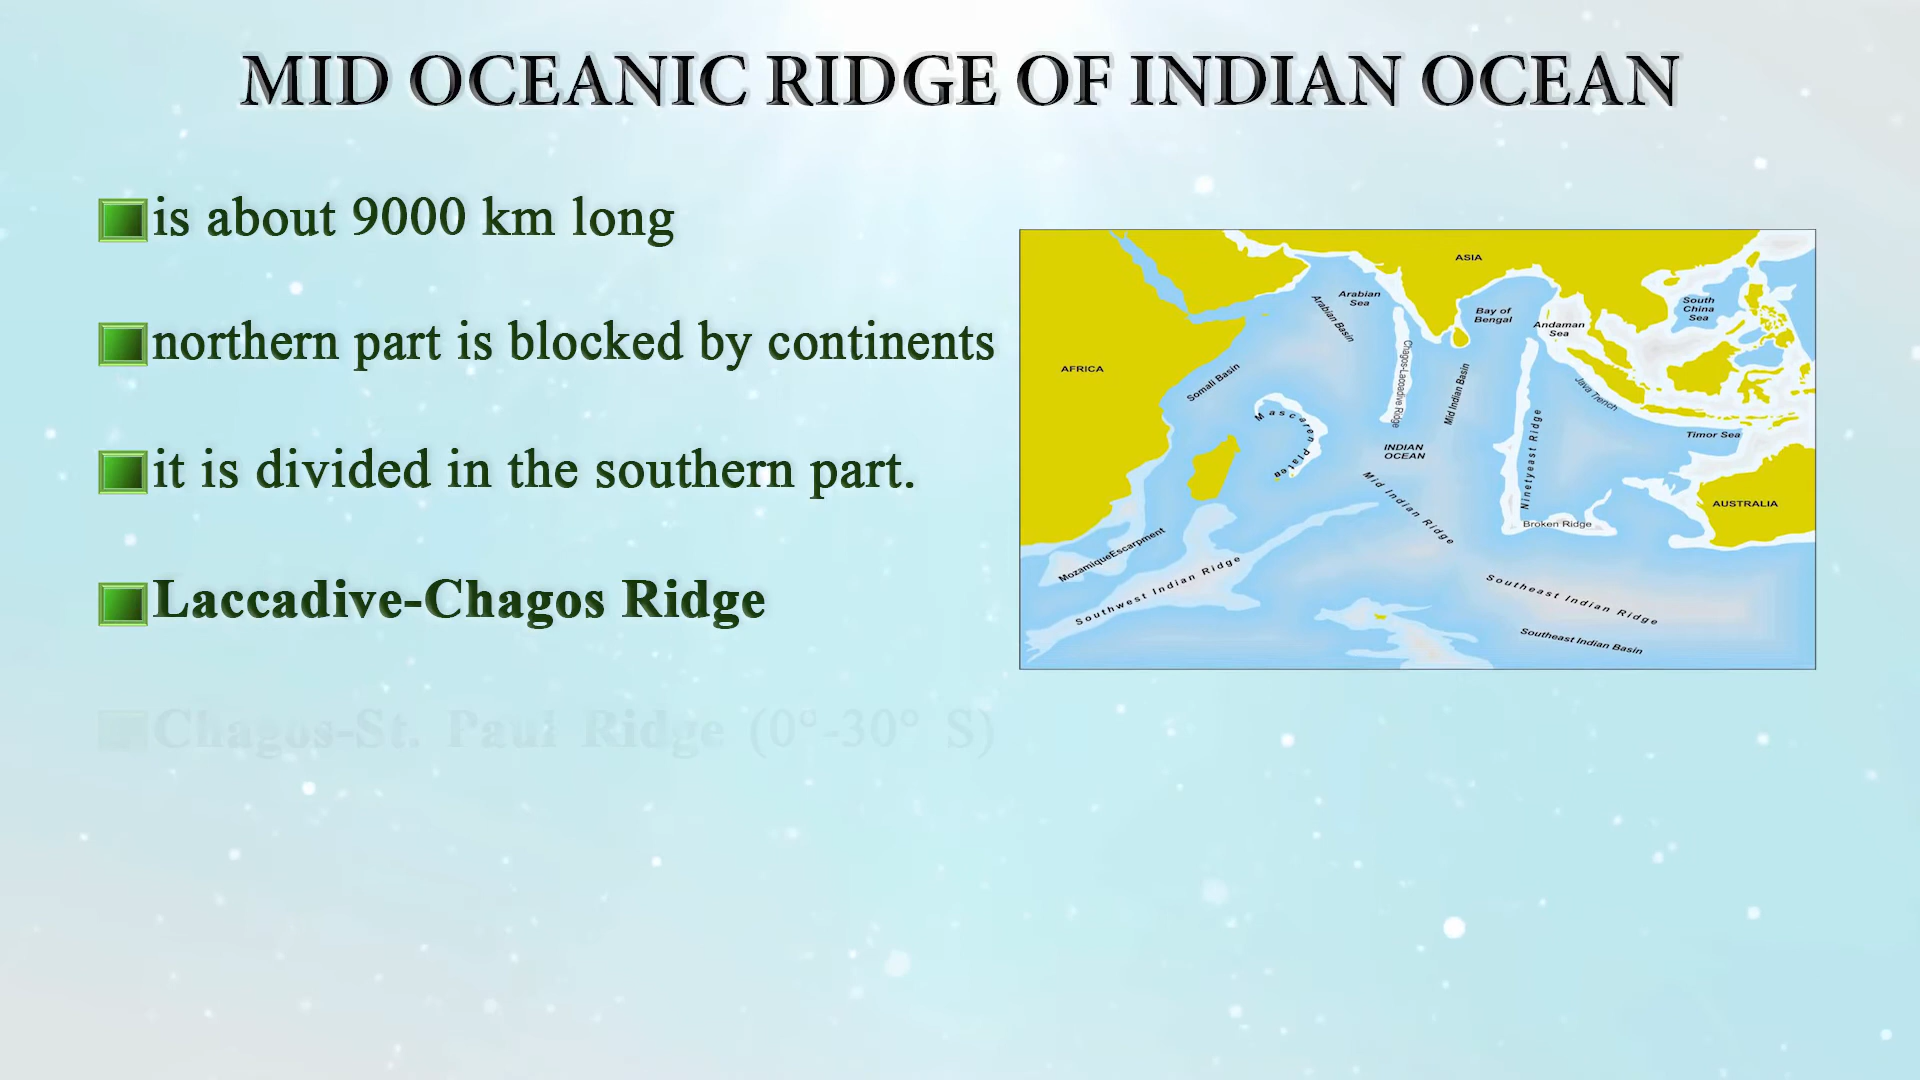 MID OCEANIC RIDGE OF INDIAN OCEAN
is about 9000 km long
northern part is blocked by continents
it is divided in the southern part.
Laccadive-Chagos Ridge
Chagos-St. Paul Ridge (0°-30° S)
ASIA
Arabian
Sea
Arabian Basin
Bay of
Bengal
Andaman
Sea
South
China
Sea
AFRICA
Somali Basin
Chagos-Laccadive Ridge
Mid Indian Basin
Java Trench
Mascaren Platea
INDIAN
OCEAN
Ninetyeast Ridge
Timor Sea
AUSTRALIA
Mid Indian Ridge
Broken Ridge
MozamiqueEscarpment
Southwest Indian Ridge
Southeast Indian Ridge
Southeast Indian Basin